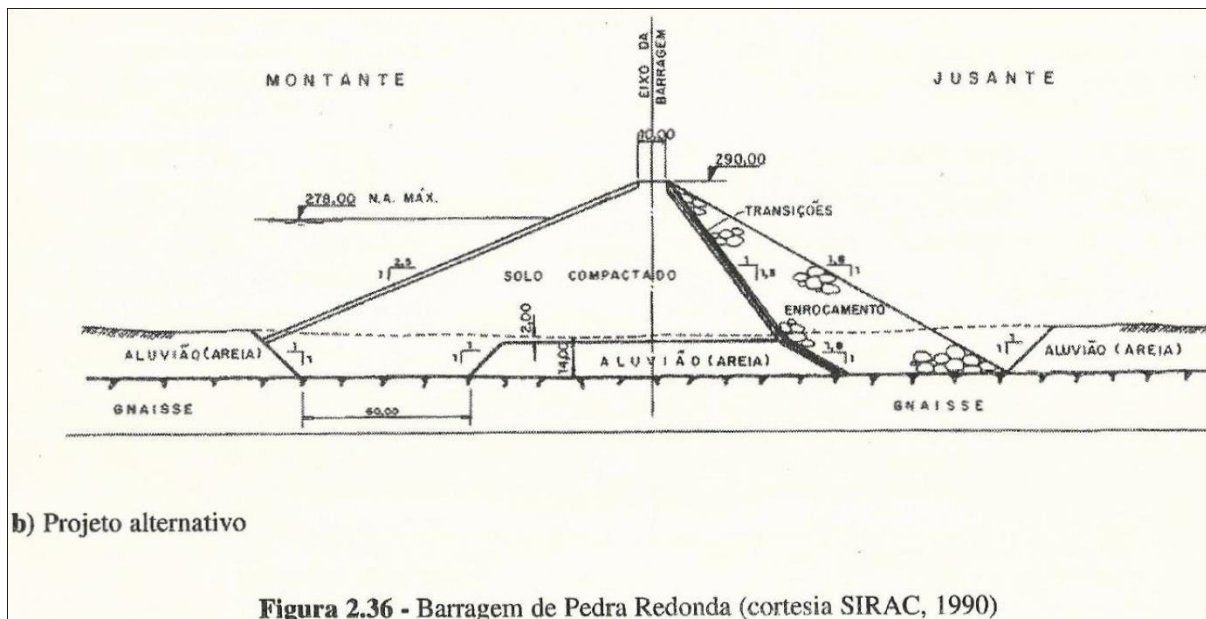 MONTANTE
EIXO DA
BARRAGEM
JUSANTE
10,00
290,00
278,00 N.A. MÁX.
TRANSIÇÕES
1
2,5
SOLO COMPACTADO
1
1,3
1,8
1
ENROCAMENTO
2,00
ALUVIÃO (AREIA)
1
1
1
1
14,00
ALUVIÃO (AREIA)
1,8
1
1
1
ALUVIÃO (AREIA)
GNAISSE
60,00
GNAISSE
b) Projeto alternativo
Figura 2.36 - Barragem de Pedra Redonda (cortesia SIRAC, 1990)